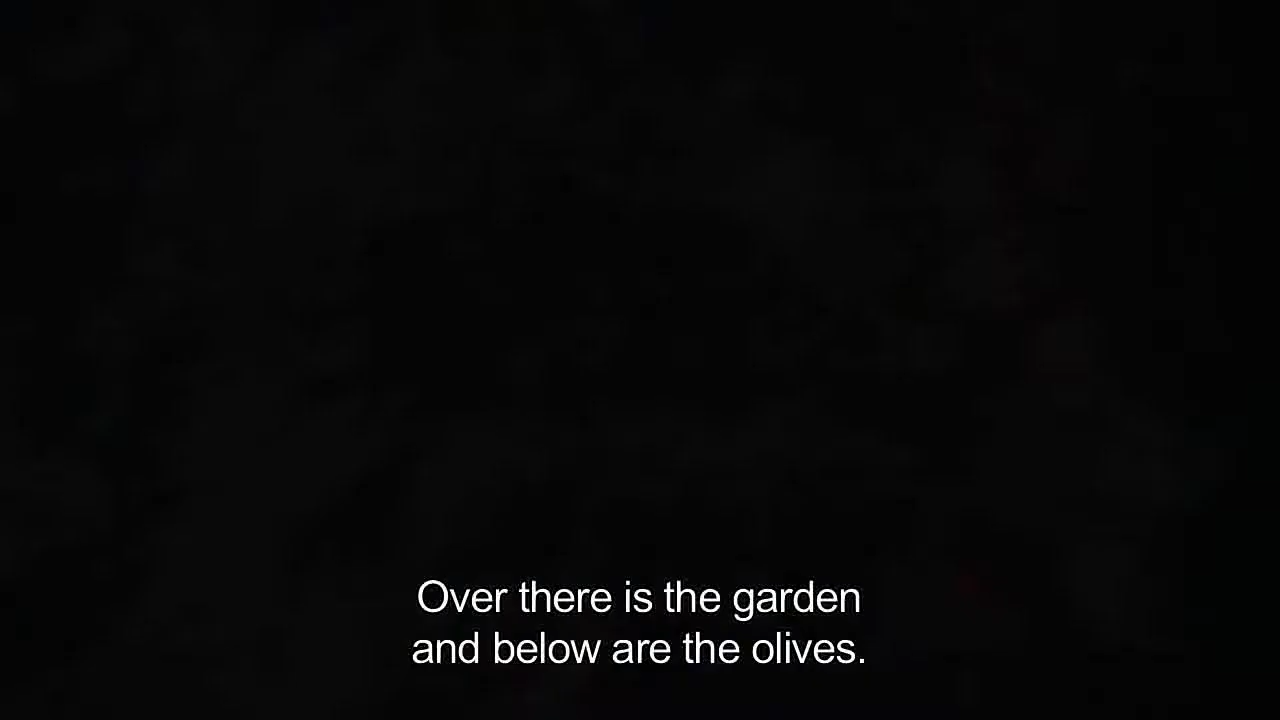 Over there is the garden
and below are the olives.